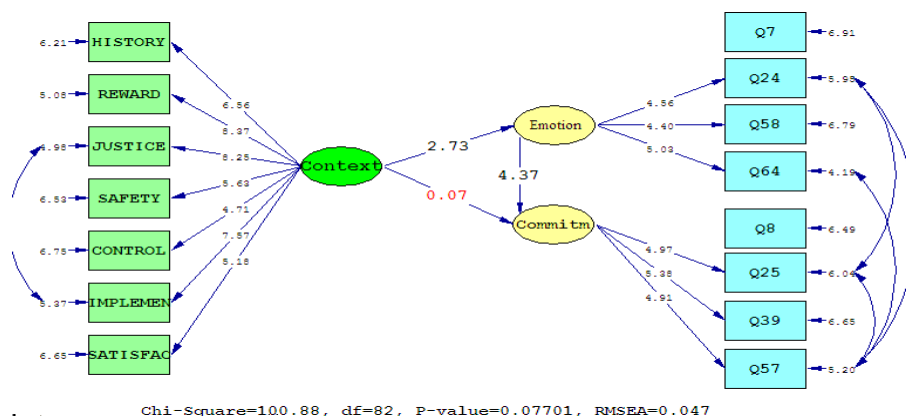 6.21 HISTORY
5.08 REWARD
4.98 JUSTICE
6.53 SAFETY
6.75 CONTROL
5.37 IMPLEMEN
6.65 SATISFAC
6.56
8.37
8.25
5.63
4.71
7.57
5.18
Context
2.73
0.07
Emotion
4.37
Commitm
4.56
4.40
5.03
4.97
5.38
4.91
Q7 6.91
Q24 5.95
Q58 6.79
Q64 4.19
Q8 6.49
Q25 6.04
Q39 6.65
Q57 5.20
Chi-Square=100.88, df=82, P-value=0.07701, RMSEA=0.047